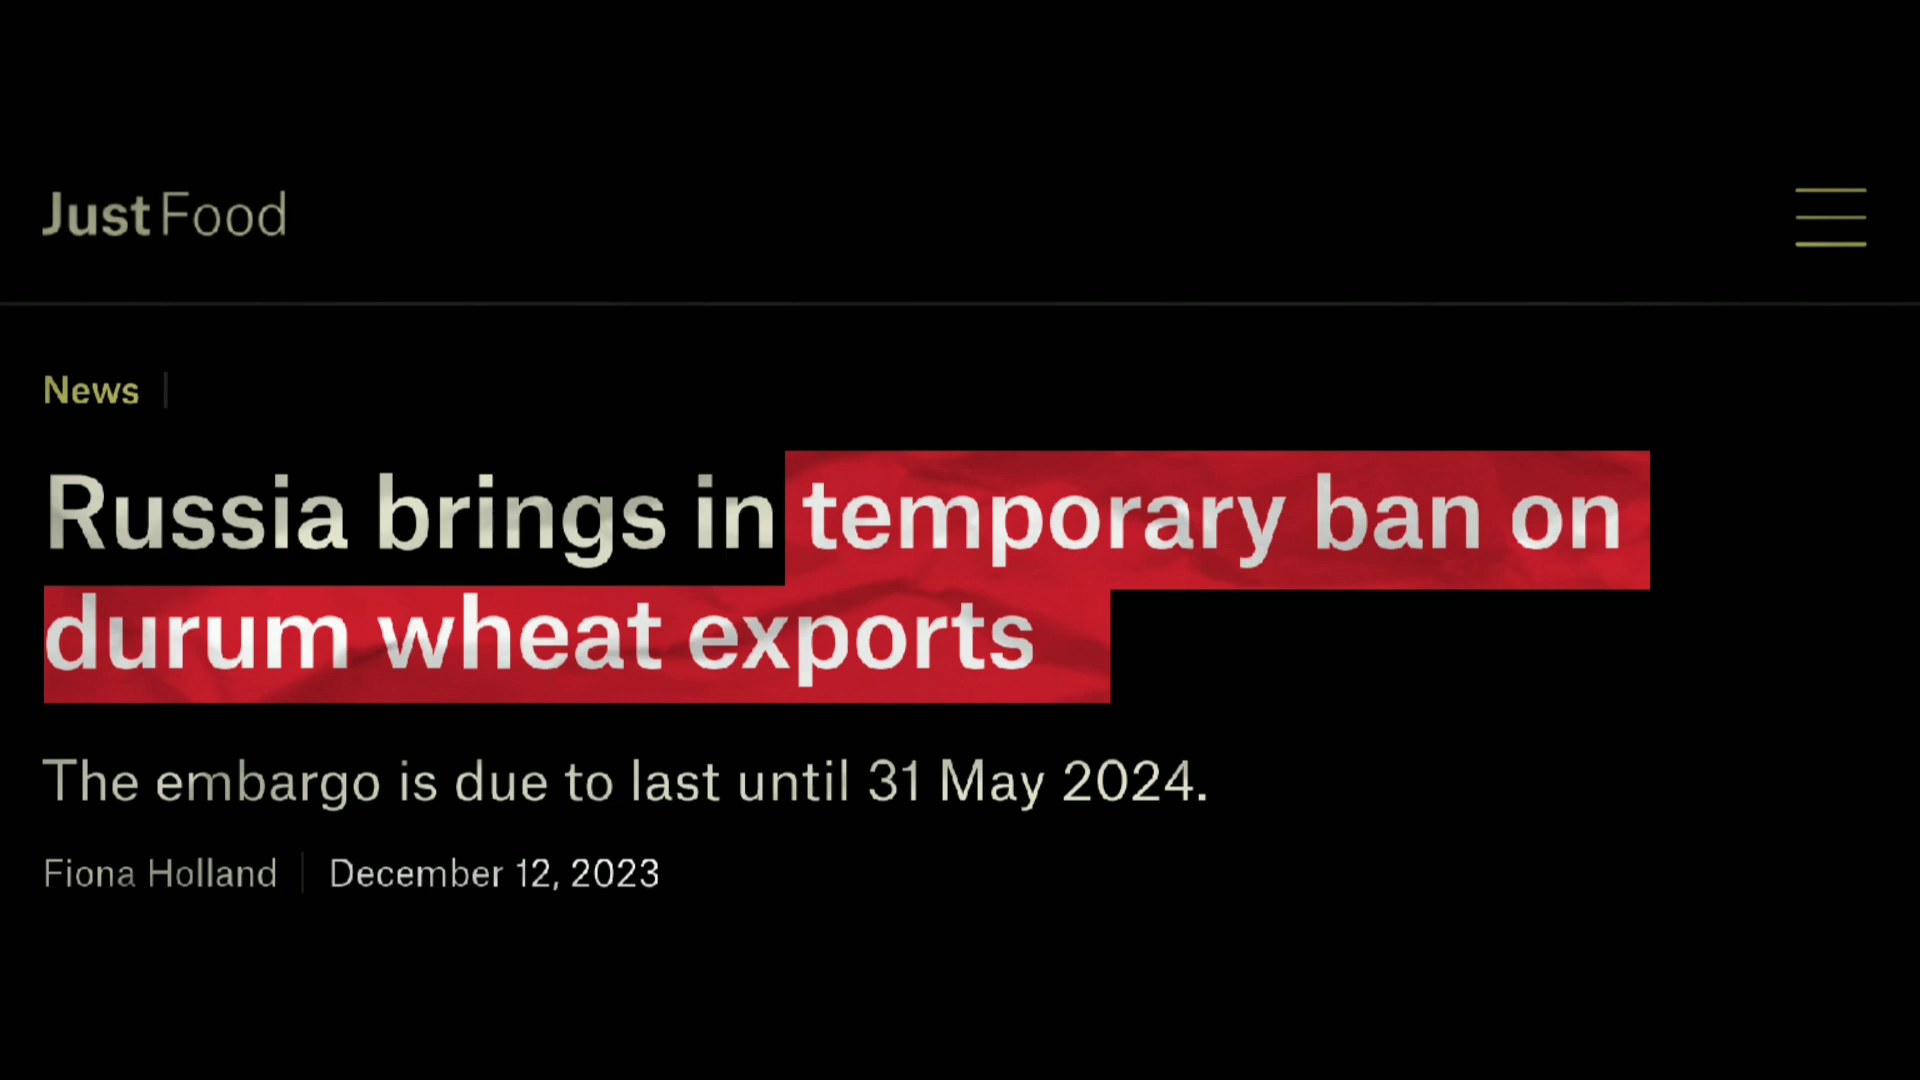 Just Food
News
Russia brings in temporary ban on
durum wheat exports
The embargo is due to last until 31 May 2024.
Fiona Holland
December 12, 2023